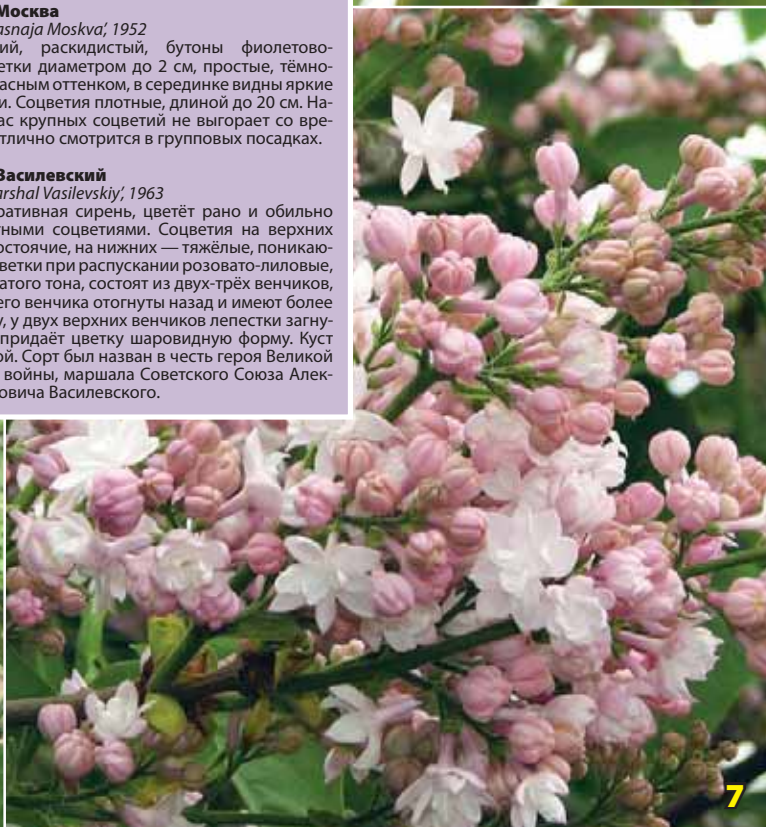 Москва
asnaja Moskva’, 1952
ий, раскидистый, бутоны фиолетово-
етки диаметром до 2 см, простые, тёмно-
асным оттенком, в серединке видны яркие
и. Соцветия плотные, длиной до 20 см. На-
ас крупных соцветий не выгорает со вре-
тлично смотрится в групповых посадках.
Василевский
arshal Vasilevskiy’, 1963
ративная сирень, цветёт рано и обильно
тными соцветиями. Соцветия на верхних
остоячие, на нижних — тяжёлые, поникаю-
ветки при распускании розовато-лиловые,
атого тона, состоят из двух-трёх венчиков,
его венчика отогнуты назад и имеют более
у, у двух верхних венчиков лепестки загну-
придаёт цветку шаровидную форму. Куст
ой. Сорт был назван в честь героя Великой
войны, маршала Советского Союза Алек-
овича Василевского.
7